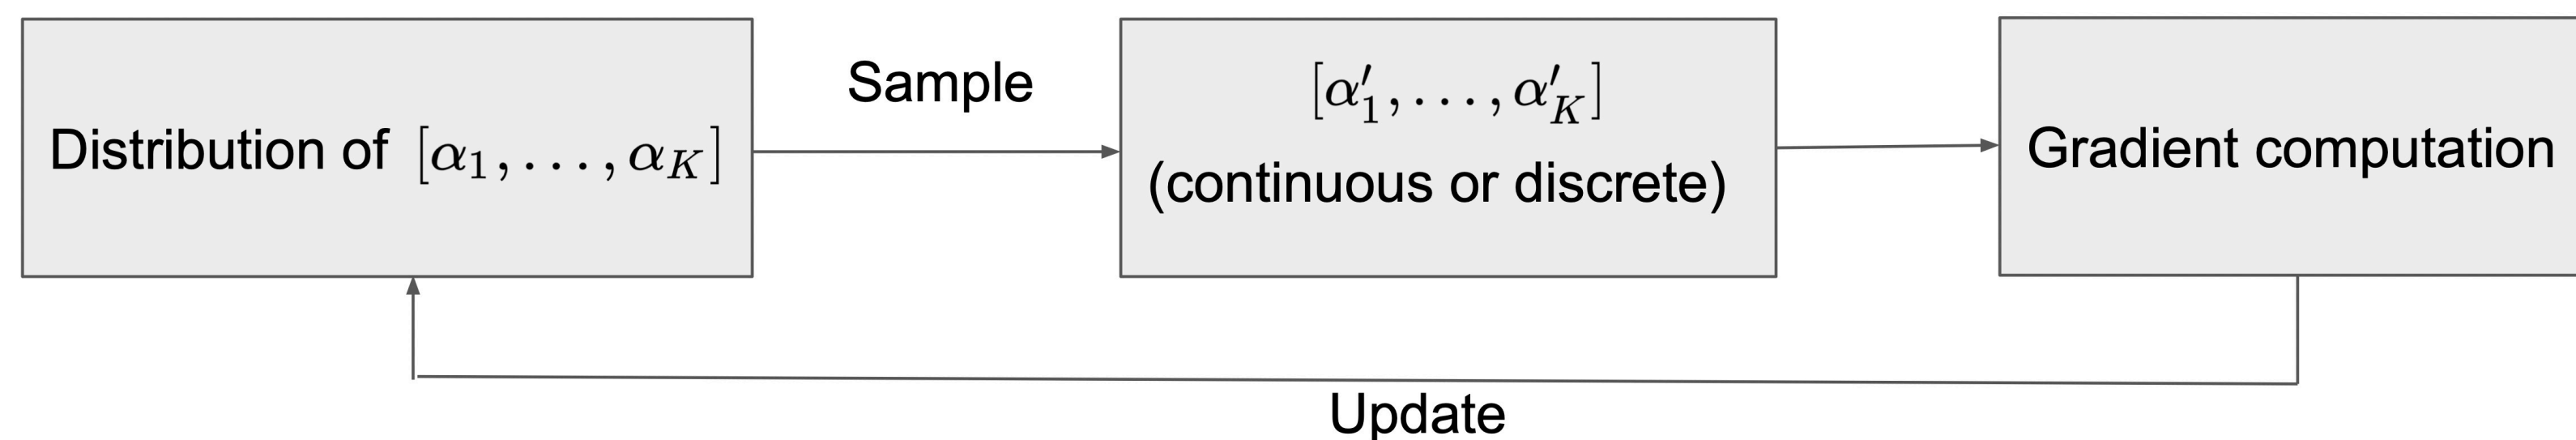 Distribution of [α₁, . . . , α_K]
Sample
[α′₁, . . . , α′_K]
(continuous or discrete)
Gradient computation
Update